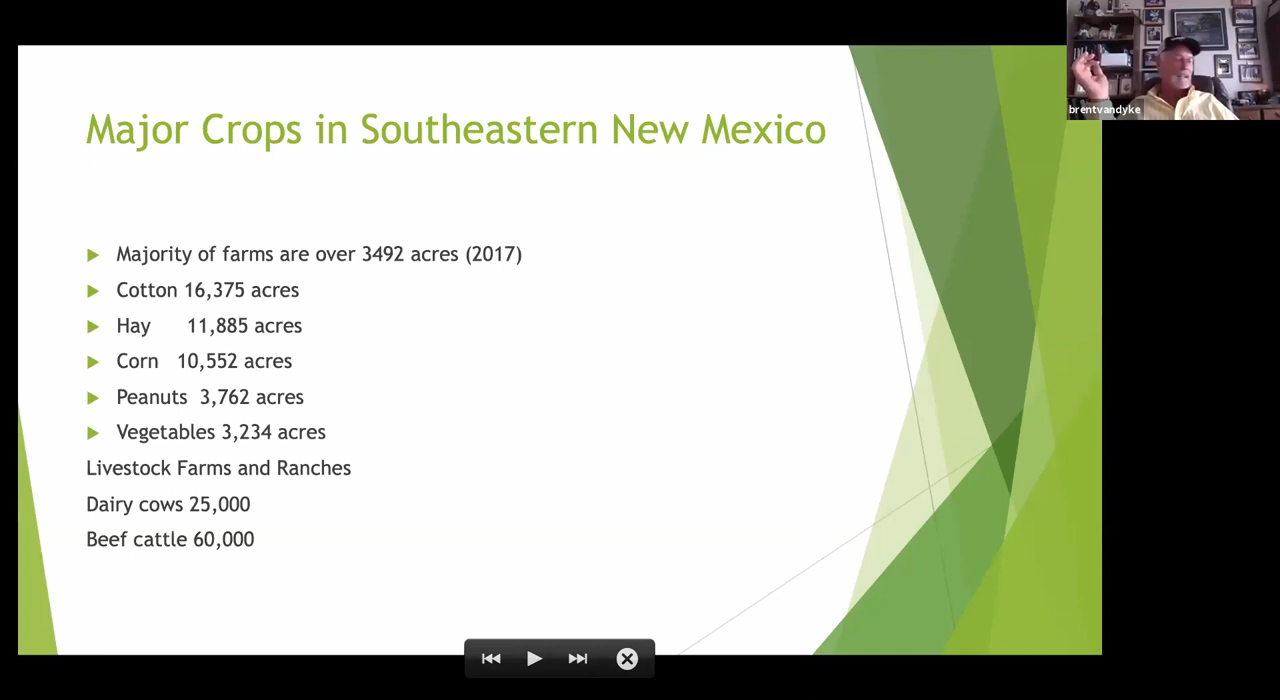 Major Crops in Southeastern New Mexico
Majority of farms are over 3492 acres (2017)
Cotton 16,375 acres
Hay 11,885 acres
Corn 10,552 acres
Peanuts 3,762 acres
Vegetables 3,234 acres
Livestock Farms and Ranches
Dairy cows 25,000
Beef cattle 60,000
brentvandyke